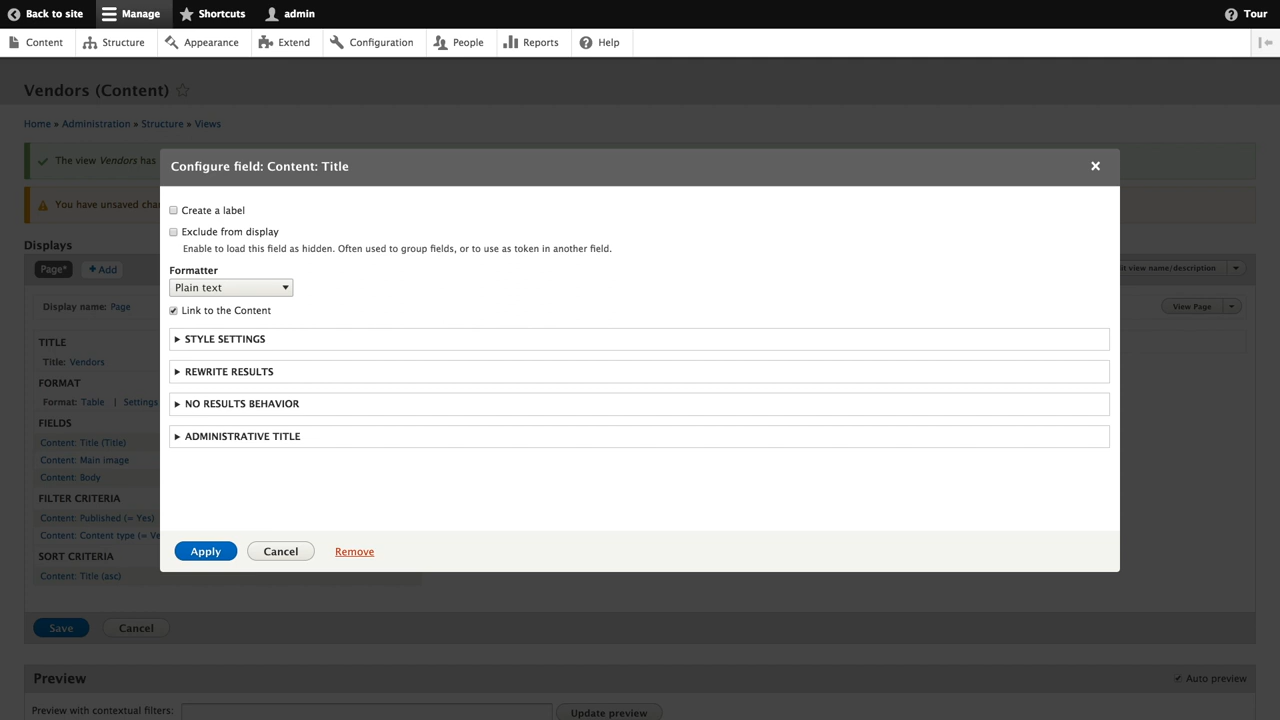 Back to site Manage Shortcuts admin Tour
Content Structure Appearance Extend Configuration People Reports Help
Vendors (Content)
Home » Administration » Structure » Views
The view Vendors has
You have unsaved cha
Configure field: Content: Title
Create a label
Exclude from display
Enable to load this field as hidden. Often used to group fields, or to use as token in another field.
Formatter
Plain text
Link to the Content
STYLE SETTINGS
REWRITE RESULTS
NO RESULTS BEHAVIOR
ADMINISTRATIVE TITLE
Apply Cancel Remove
Displays
Page* + Add
it view name/description
Display name: Page
View Page
TITLE
Title: Vendors
FORMAT
Format: Table | Settings
FIELDS
Content: Title (Title)
Content: Main image
Content: Body
FILTER CRITERIA
Content: Published (= Yes)
Content: Content type (= Ve
SORT CRITERIA
Content: Title (asc)
Save Cancel
Preview
Auto preview
Preview with contextual filters:
Update preview